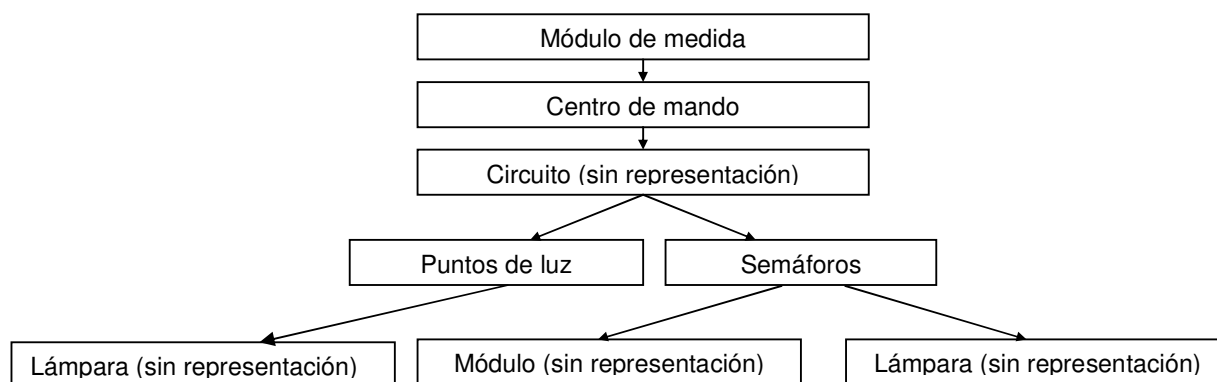 Módulo de medida
Centro de mando
Circuito (sin representación)
Puntos de luz
Semáforos
Lámpara (sin representación)
Módulo (sin representación)
Lámpara (sin representación)